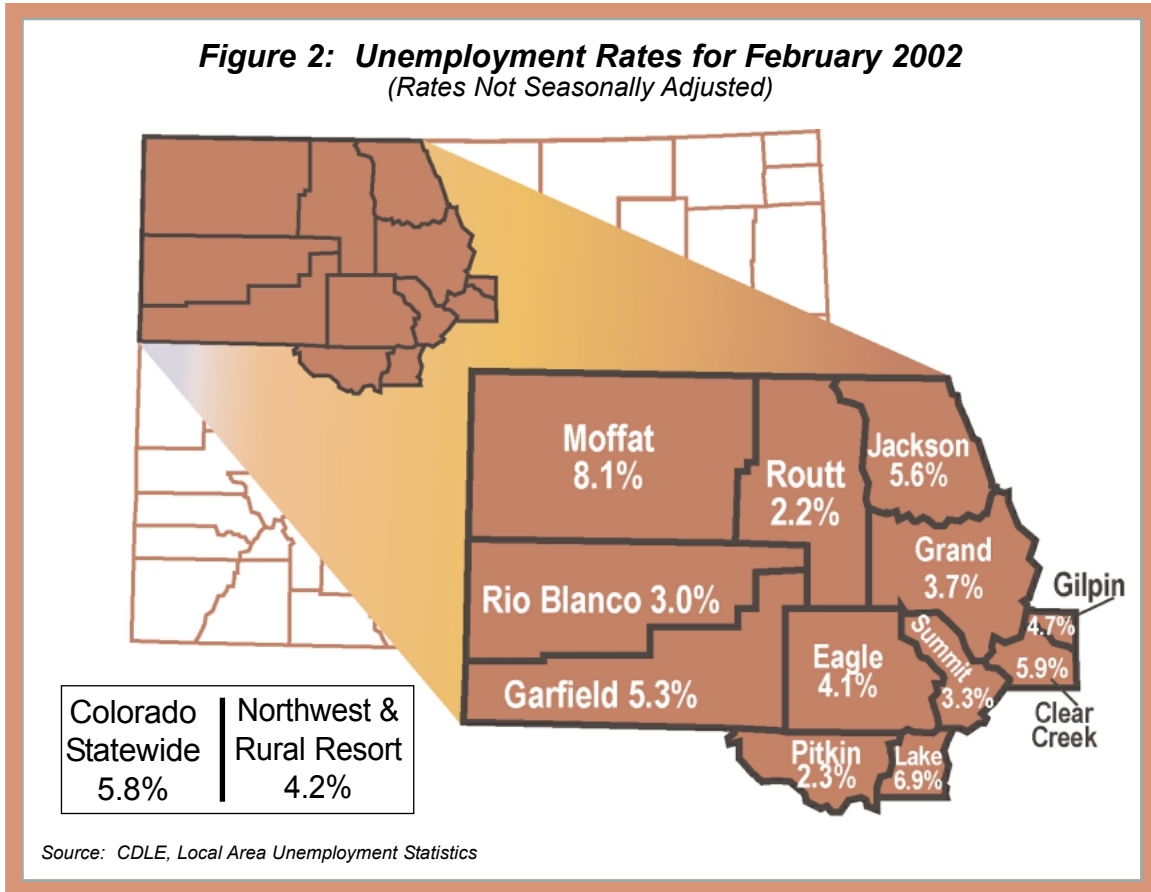 Figure 2: Unemployment Rates for February 2002
(Rates Not Seasonally Adjusted)
Moffat
8.1%
Routt
2.2%
Jackson
5.6%
Grand
3.7%
Gilpin
4.7%
Rio Blanco 3.0%
Eagle
4.1%
Summit
3.3%
5.9%
Clear
Creek
Garfield 5.3%
Pitkin
2.3%
Lake
6.9%
Colorado
Statewide
5.8%
Northwest &
Rural Resort
4.2%
Source: CDLE, Local Area Unemployment Statistics